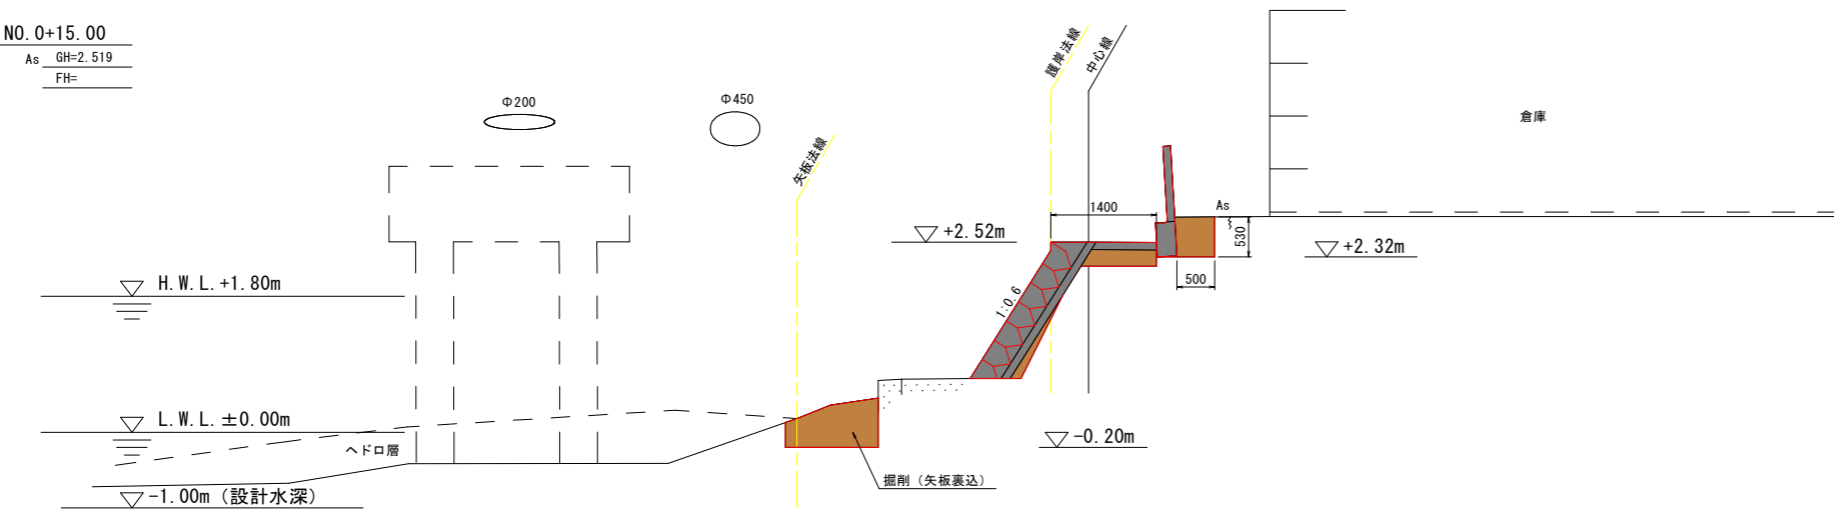 NO.0+15.00
As GH=2.519
FH=
Φ200
Φ450
矢板法線
護岸法線
中心線
倉庫
1400
As
530
500
+2.52m
+2.32m
H.W.L.+1.80m
1:0.6
L.W.L.±0.00m
ヘドロ層
-0.20m
掘削（矢板裏込）
-1.00m（設計水深）